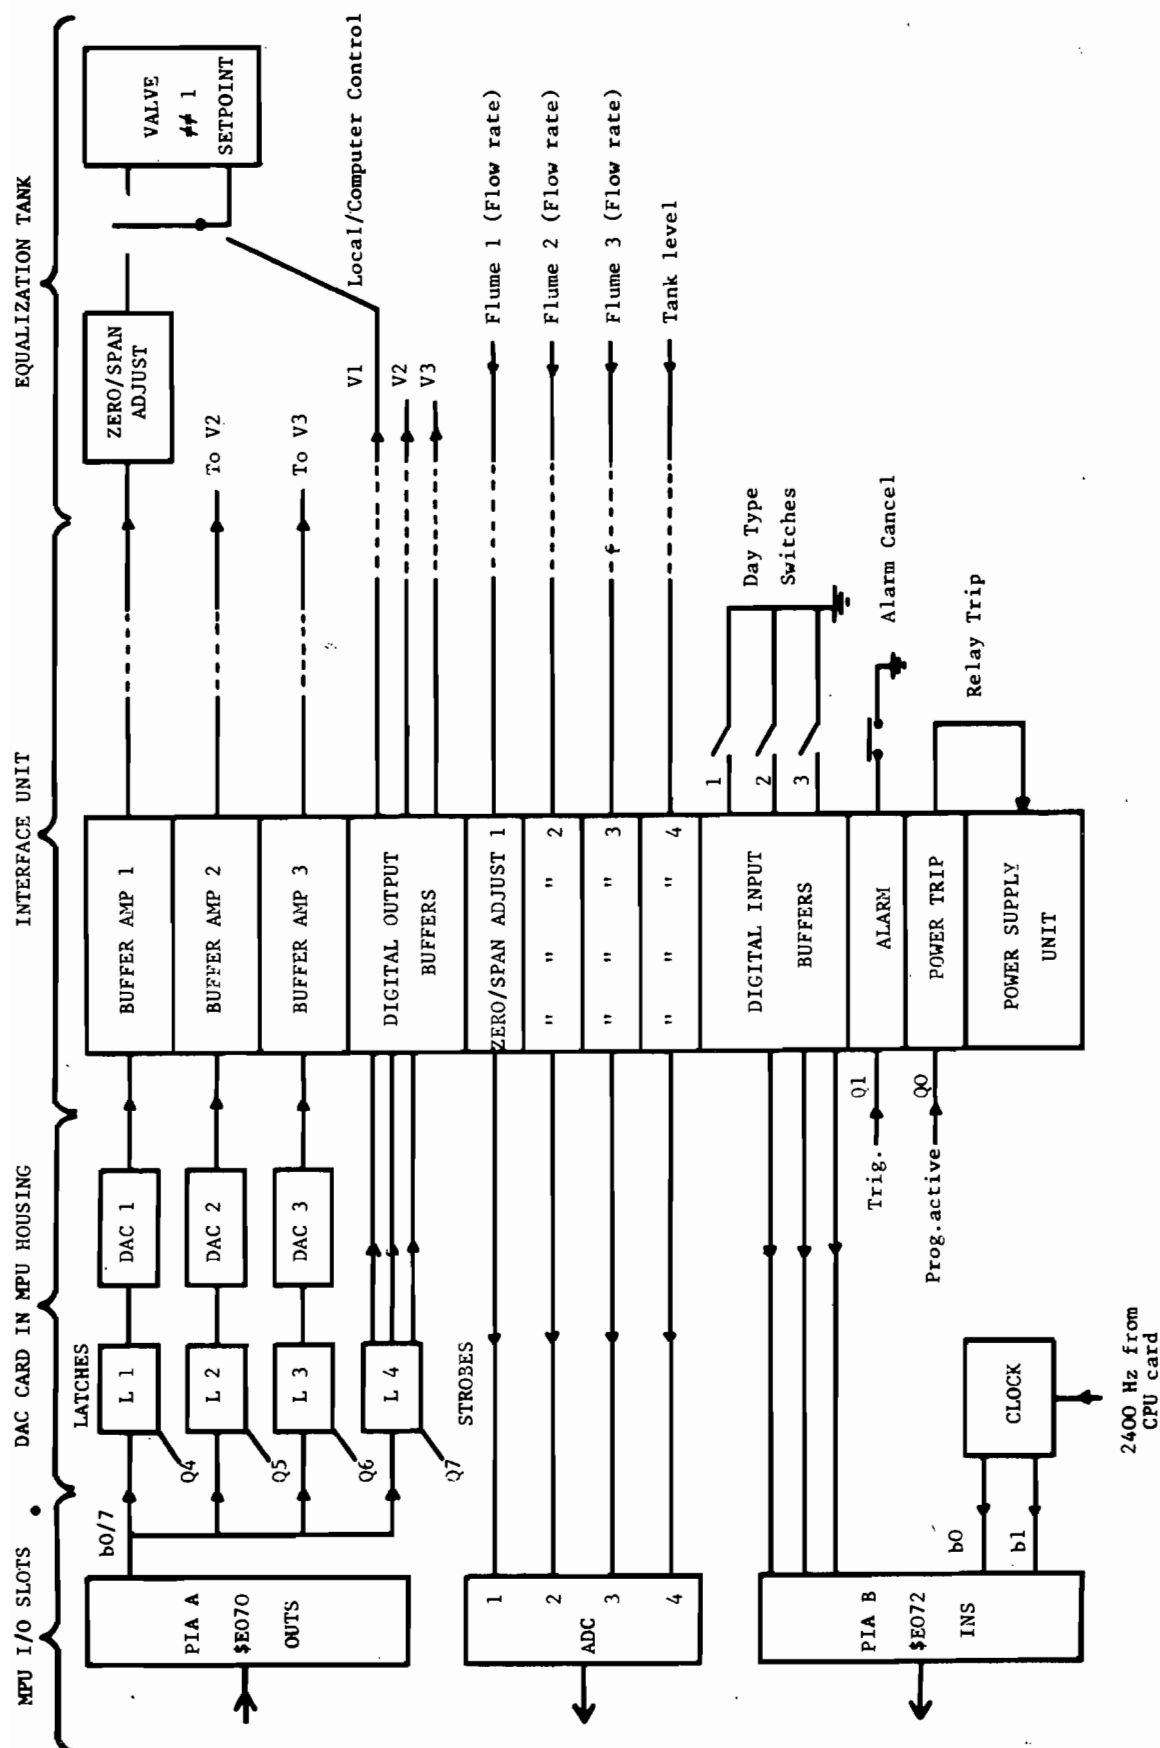 MPU I/O SLOTS
DAC CARD IN MPU HOUSING
INTERFACE UNIT
EQUALIZATION TANK
PIA A
$E070
OUTS
b0/7
LATCHES
L 1
L 2
L 3
L 4
Q4
Q5
Q6
Q7
STROBES
DAC 1
DAC 2
DAC 3
BUFFER AMP 1
BUFFER AMP 2
BUFFER AMP 3
DIGITAL OUTPUT
BUFFERS
ZERO/SPAN ADJUST 1
" " " 2
" " " 3
" " " 4
DIGITAL INPUT
BUFFERS
ALARM
POWER TRIP
POWER SUPPLY
UNIT
ZERO/SPAN
ADJUST
To V2
To V3
VALVE
## 1
SETPOINT
Local/Computer Control
V1
V2
V3
Flume 1 (Flow rate)
Flume 2 (Flow rate)
Flume 3 (Flow rate)
Tank level
1
2
3
Day Type
Switches
Alarm Cancel
Relay Trip
1
2
3
4
ADC
PIA B
$E072
INS
b0
b1
CLOCK
2400 Hz from
CPU card
Trig.
Q1
Prog.active
Q0